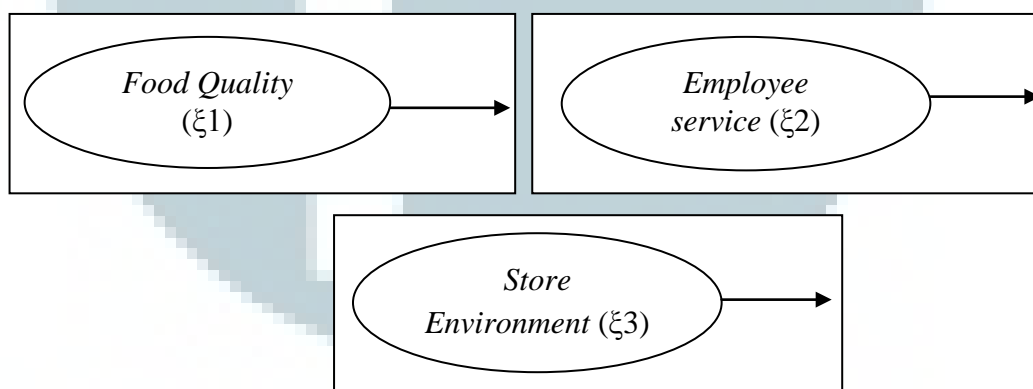 Food Quality
(ξ1)
Employee
service (ξ2)
Store
Environment (ξ3)